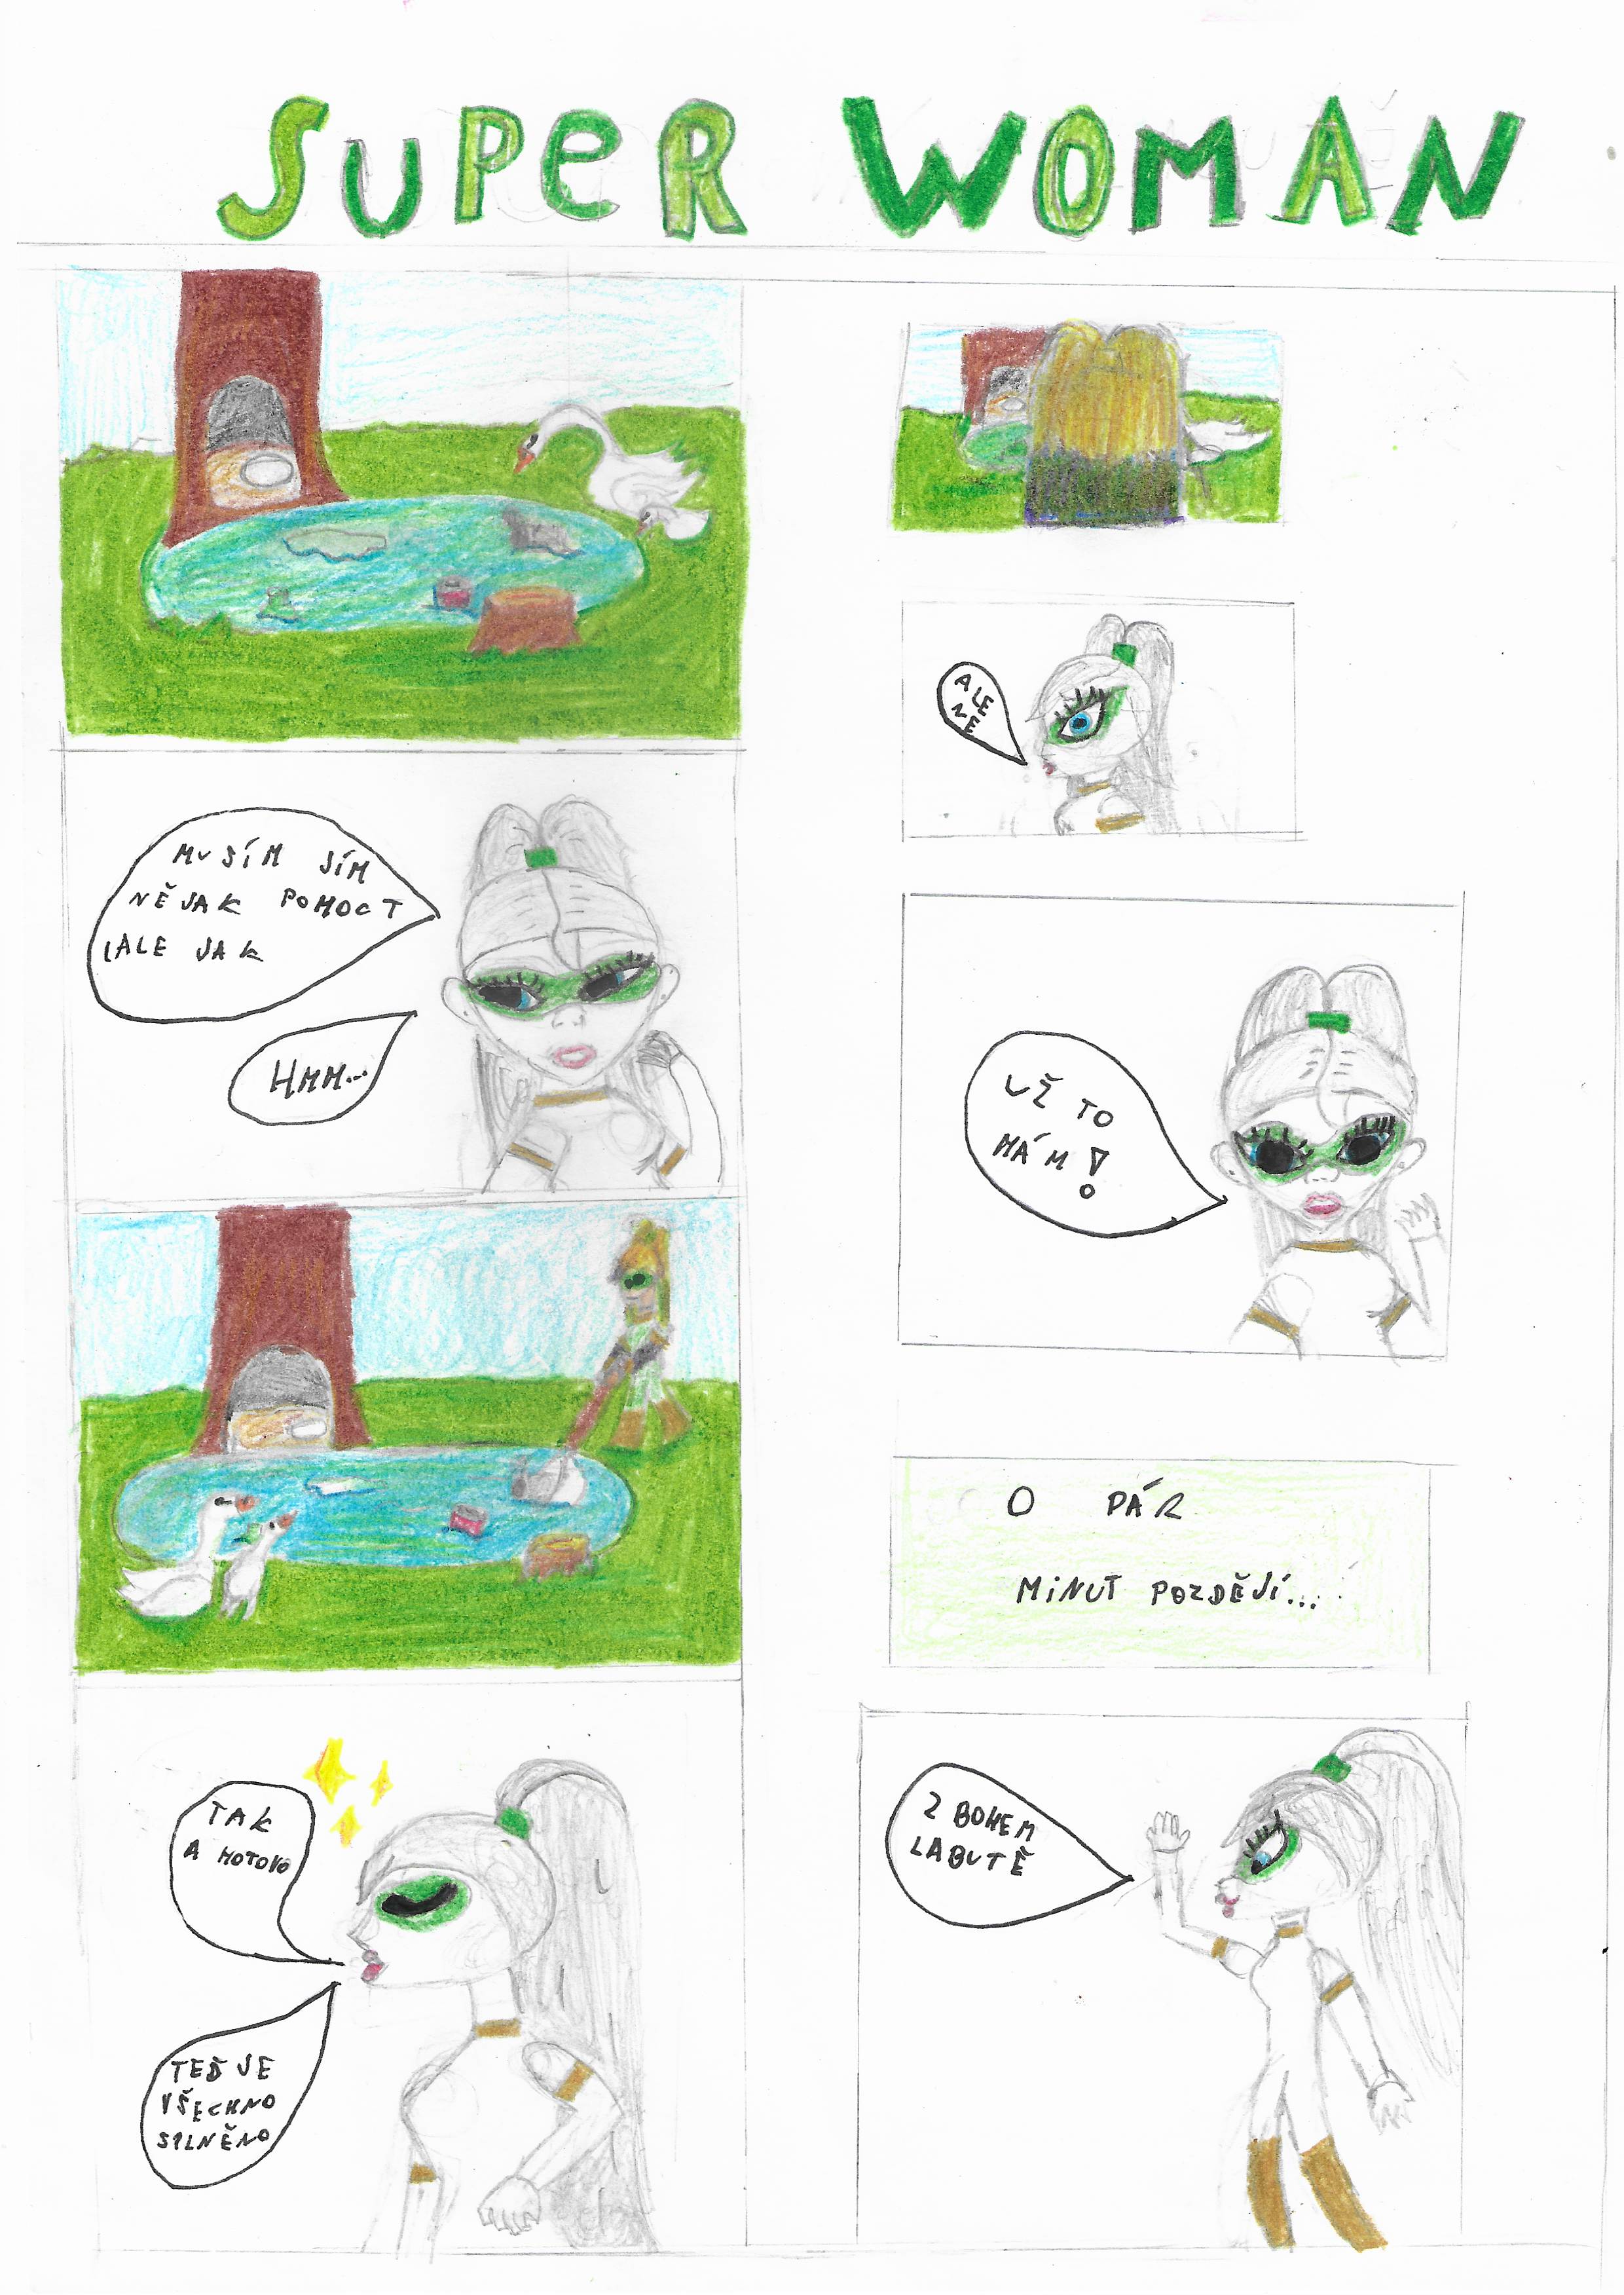 SUPER WOMAN
ALE
NE
MUSÍM JÍM
NĚJAK POMOCT
,ALE JAK
HMM...
UŽ TO
MÁM!
O PÁR
MINUT POZDĚJÍ...
TAK
A HOTOVO
TEĎ JE
VŠECHNO
SPLNĚNO
Z BOHEM
LABUTĚ